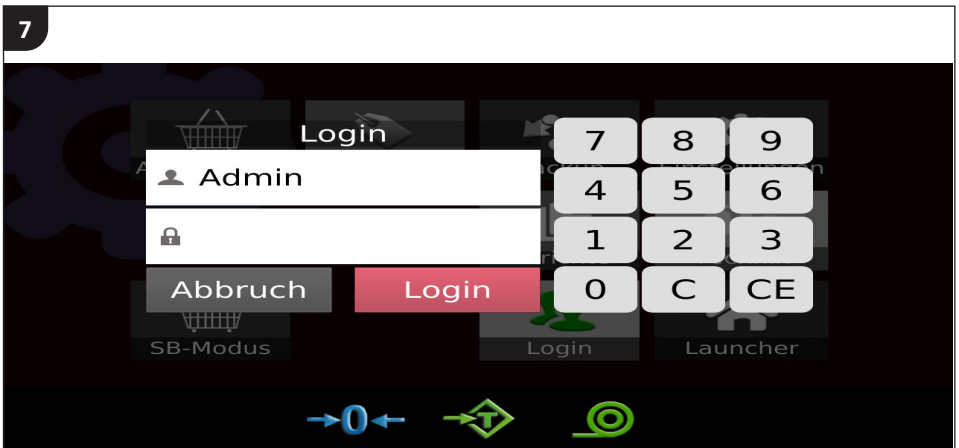 7
Login
Admin
Abbruch Login
7 8 9
4 5 6
1 2 3
0 C CE
SB-Modus Login Launcher
→0←
→T